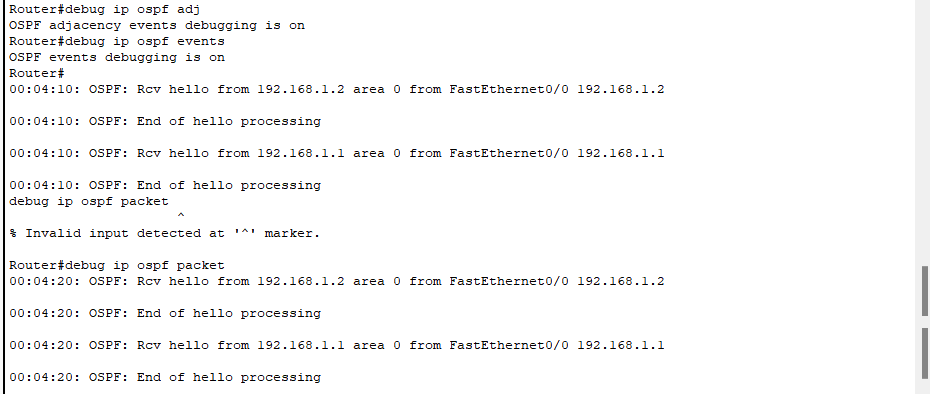 Router#debug ip ospf adj
OSPF adjacency events debugging is on
Router#debug ip ospf events
OSPF events debugging is on
Router#
00:04:10: OSPF: Rcv hello from 192.168.1.2 area 0 from FastEthernet0/0 192.168.1.2
00:04:10: OSPF: End of hello processing
00:04:10: OSPF: Rcv hello from 192.168.1.1 area 0 from FastEthernet0/0 192.168.1.1
00:04:10: OSPF: End of hello processing
debug ip ospf packet
^
% Invalid input detected at '^' marker.
Router#debug ip ospf packet
00:04:20: OSPF: Rcv hello from 192.168.1.2 area 0 from FastEthernet0/0 192.168.1.2
00:04:20: OSPF: End of hello processing
00:04:20: OSPF: Rcv hello from 192.168.1.1 area 0 from FastEthernet0/0 192.168.1.1
00:04:20: OSPF: End of hello processing